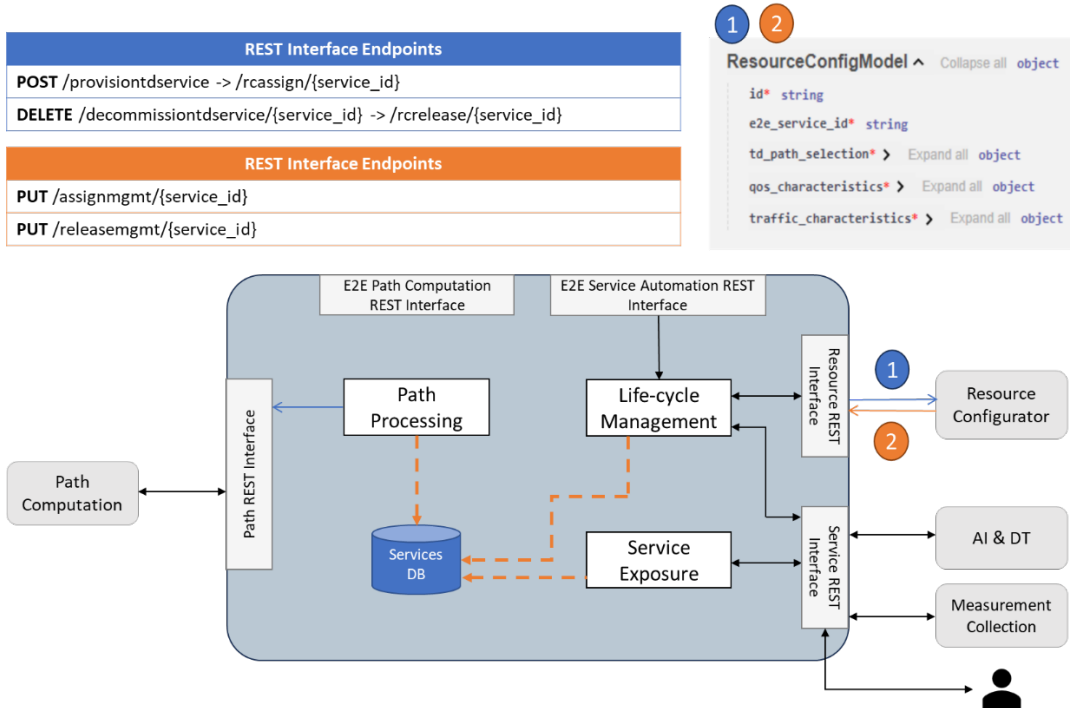 REST Interface Endpoints
POST /provisiontdservice -> /rcassign/{service_id}
DELETE /decommissiontdservice/{service_id} -> /rcrelease/{service_id}
REST Interface Endpoints
PUT /assignmgmt/{service_id}
PUT /releasemgmt/{service_id}
1 2
ResourceConfigModel Collapse all object
id* string
e2e_service_id* string
td_path_selection* > Expand all object
qos_characteristics* > Expand all object
traffic_characteristics* > Expand all object
E2E Path Computation
REST Interface
E2E Service Automation REST
Interface
Path REST Interface
Path
Processing
Life-cycle
Management
Resource REST
Interface
1
2
Resource
Configurator
Path
Computation
Services
DB
Service
Exposure
Service REST
Interface
AI & DT
Measurement
Collection